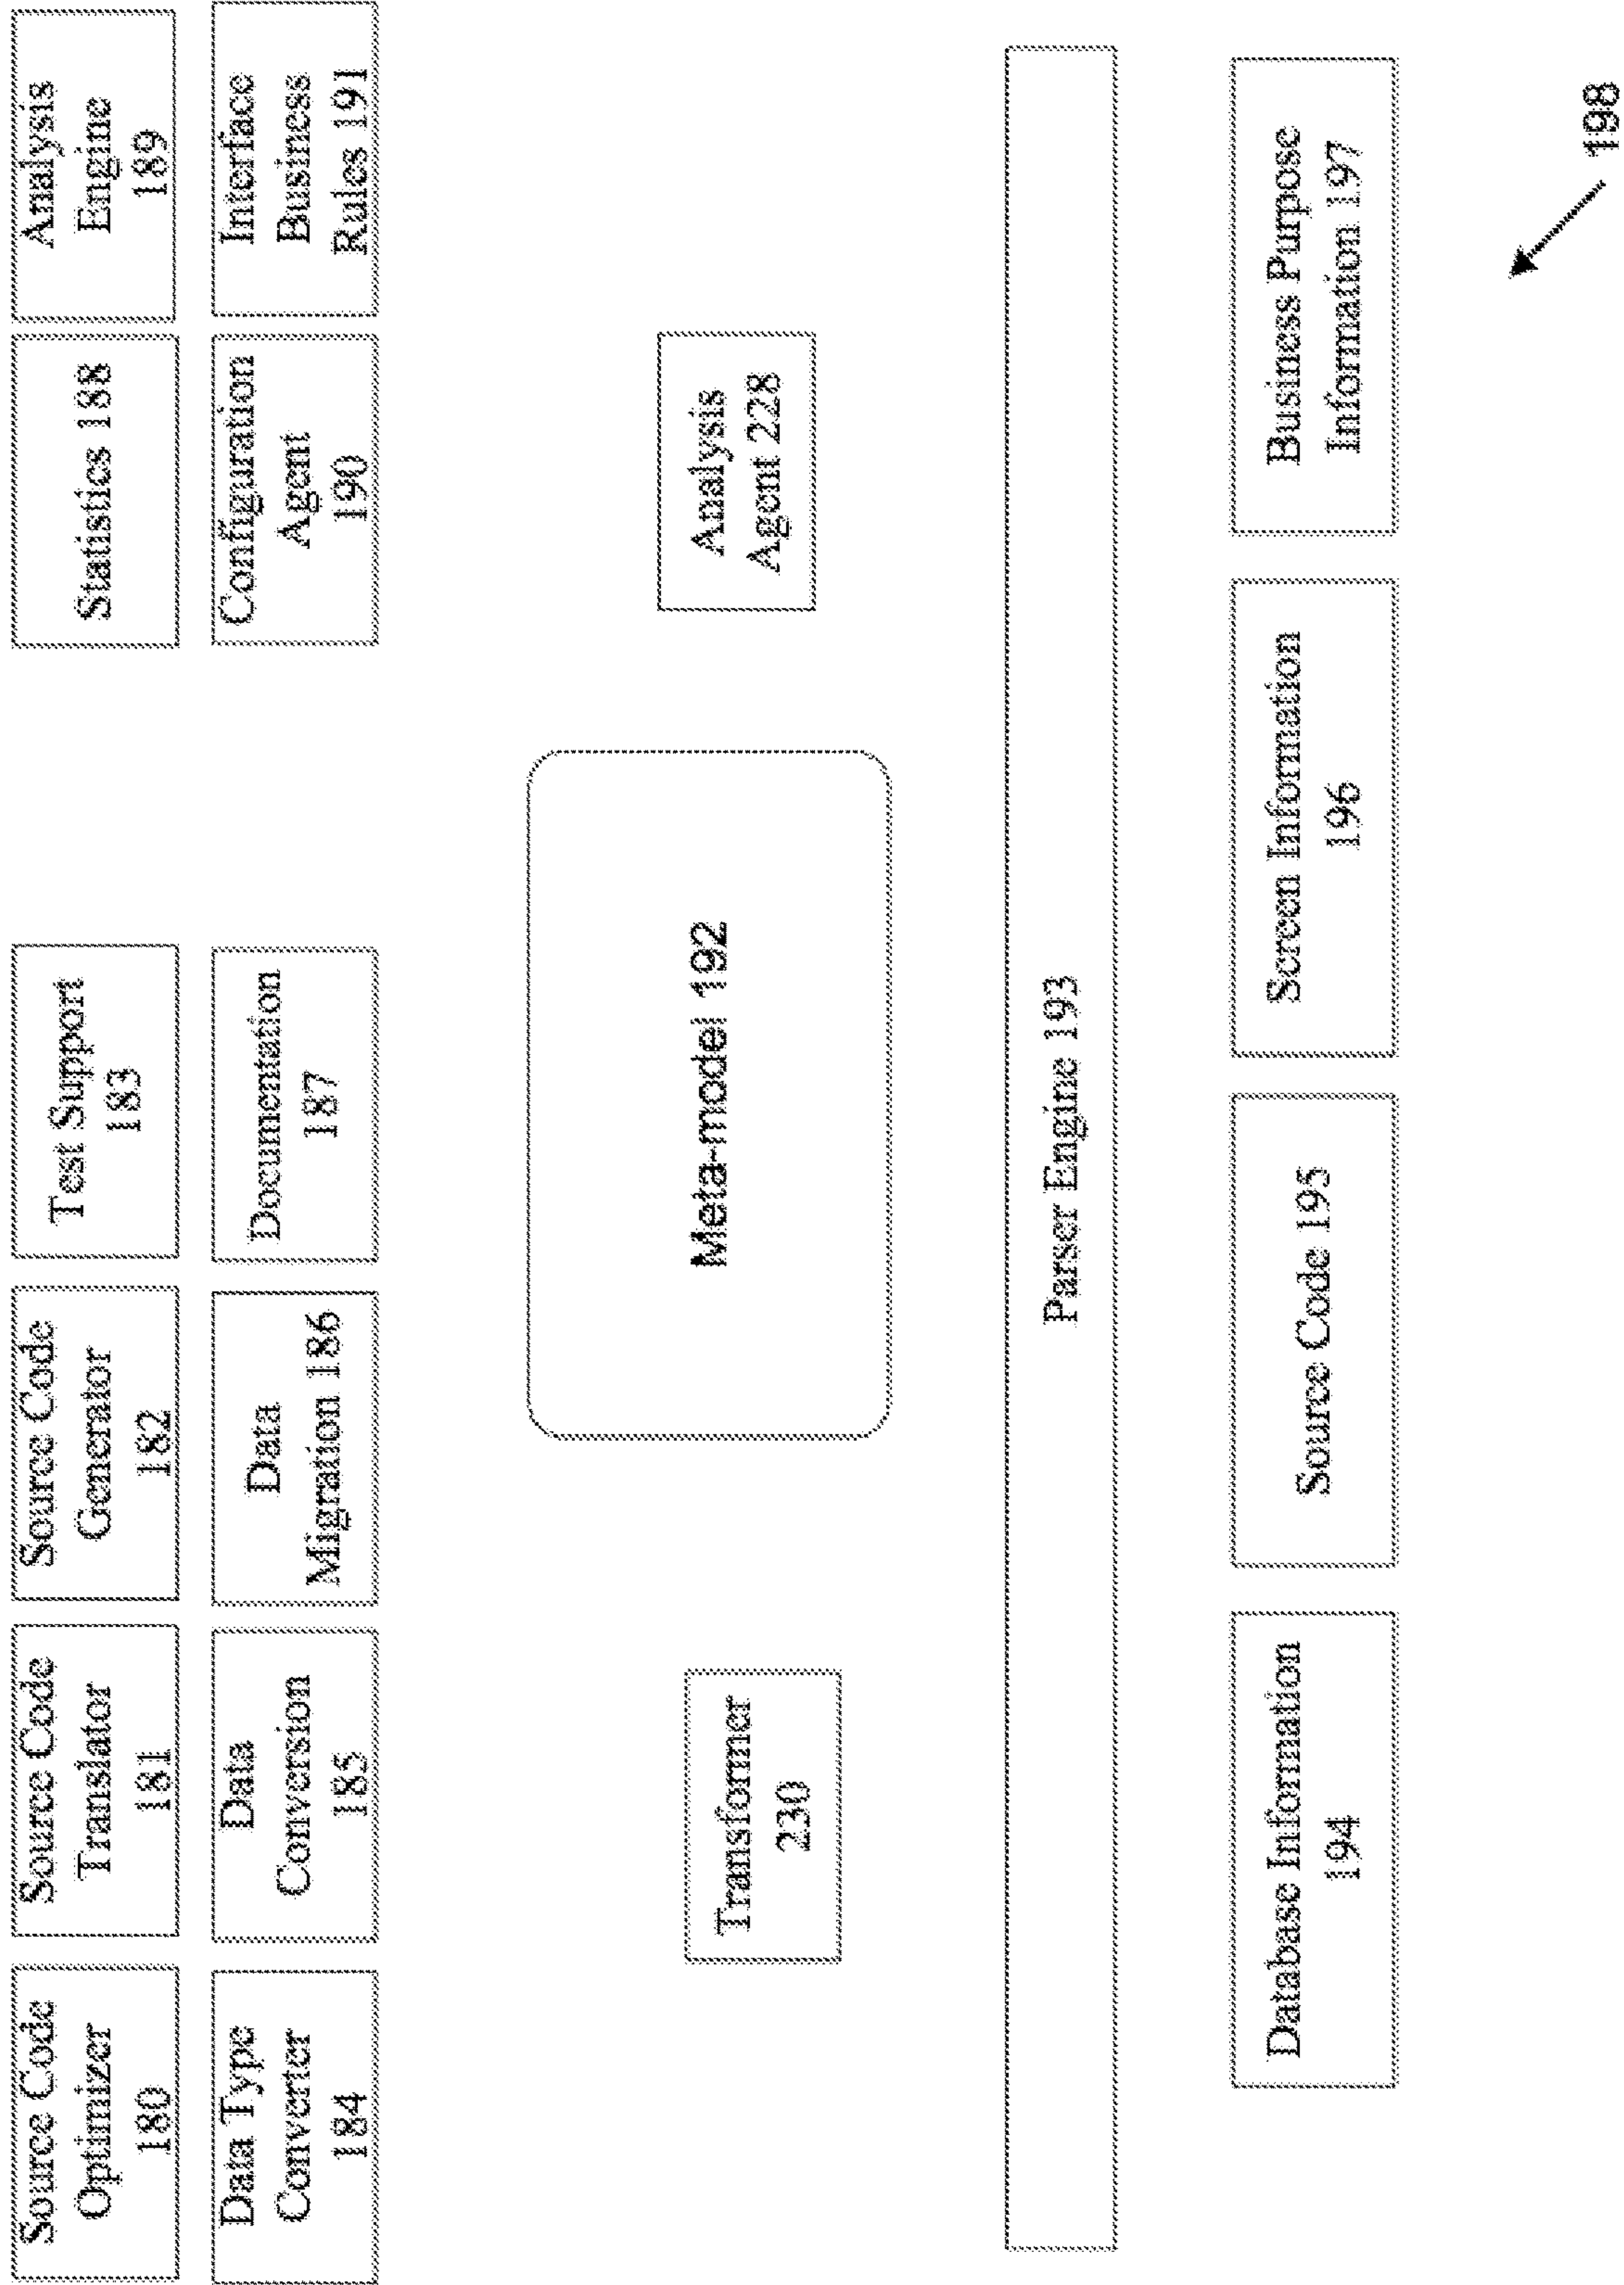 Source Code
Optimizer
180
Source Code
Translator
181
Source Code
Generator
182
Test Support
183
Statistics 188
Analysis
Engine
189
Data Type
Converter
184
Data
Conversion
185
Data
Migration 186
Documentation
187
Configuration
Agent
190
Interface
Business
Rules 191
Transformer
230
Meta-model 192
Analysis
Agent 228
Parser Engine 193
Database Information
194
Source Code 195
Screen Information
196
Business Purpose
Information 197
198